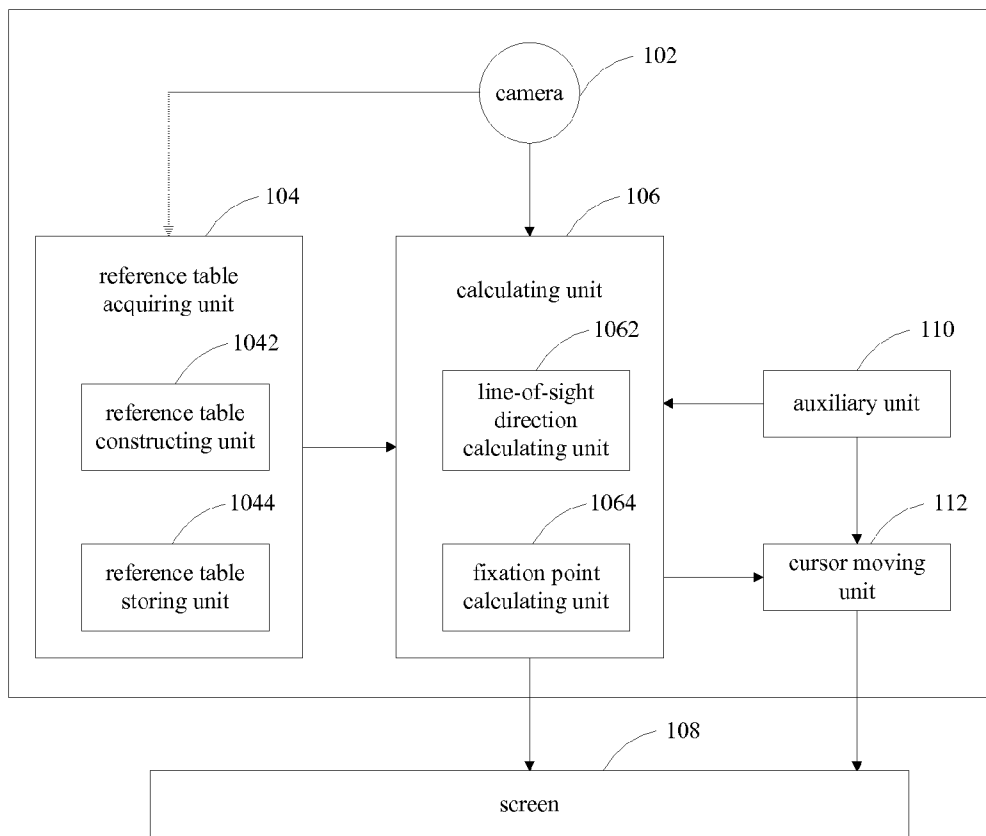 102
camera
104
106
reference table
acquiring unit
calculating unit
1042
1062
110
reference table
constructing unit
line-of-sight
direction
calculating unit
auxiliary unit
1044
1064
112
reference table
storing unit
fixation point
calculating unit
cursor moving
unit
108
screen